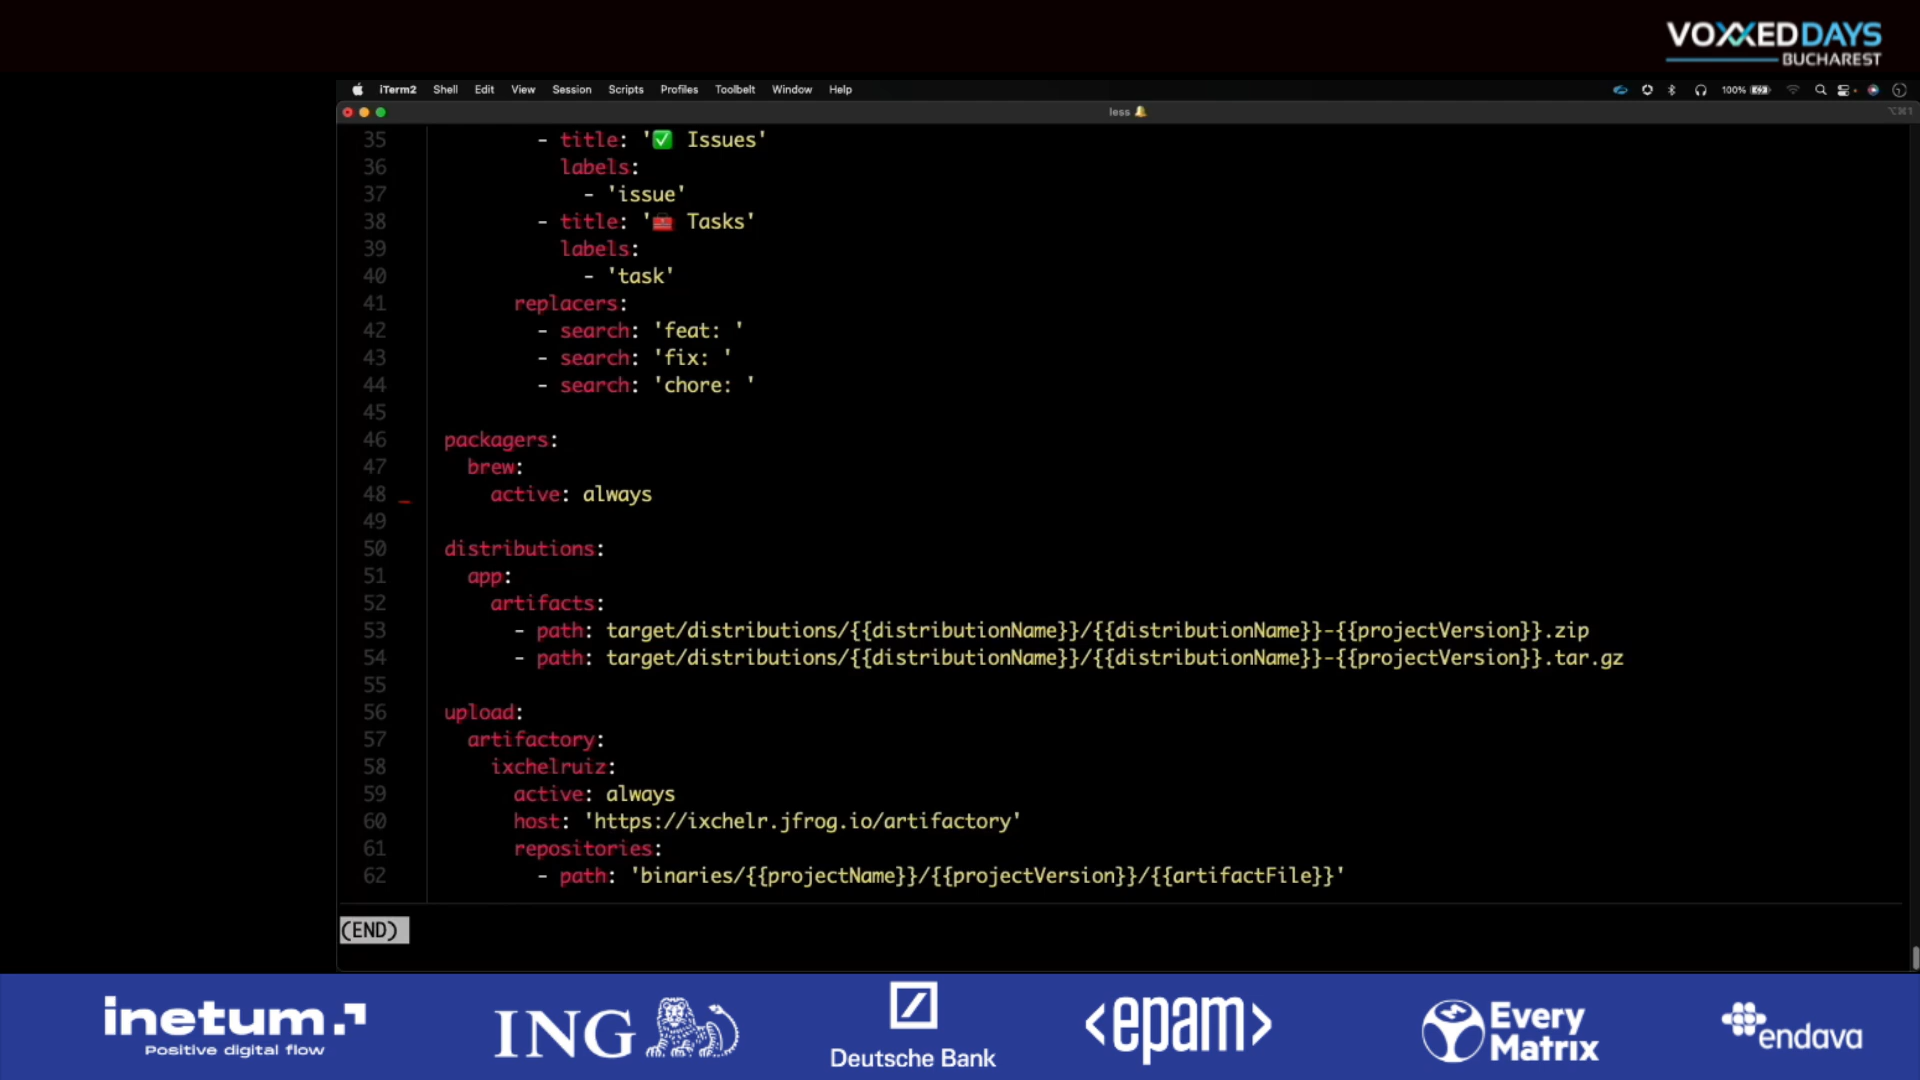 VOXXEDDAYS
BUCHAREST
iTerm2 Shell Edit View Session Scripts Profiles Toolbelt Window Help
100%
less 🔔
⌥⌘1
35 - title: '✅ Issues'
36 labels:
37 - 'issue'
38 - title: '🧰 Tasks'
39 labels:
40 - 'task'
41 replacers:
42 - search: 'feat: '
43 - search: 'fix: '
44 - search: 'chore: '
45
46 packagers:
47 brew:
48 _ active: always
49
50 distributions:
51 app:
52 artifacts:
53 - path: target/distributions/{{distributionName}}/{{distributionName}}-{{projectVersion}}.zip
54 - path: target/distributions/{{distributionName}}/{{distributionName}}-{{projectVersion}}.tar.gz
55
56 upload:
57 artifactory:
58 ixchelruiz:
59 active: always
60 host: 'https://ixchelr.jfrog.io/artifactory'
61 repositories:
62 - path: 'binaries/{{projectName}}/{{projectVersion}}/{{artifactFile}}'
(END)
inetum.
Positive digital flow
ING
Deutsche Bank
<epam>
Every
Matrix
endava